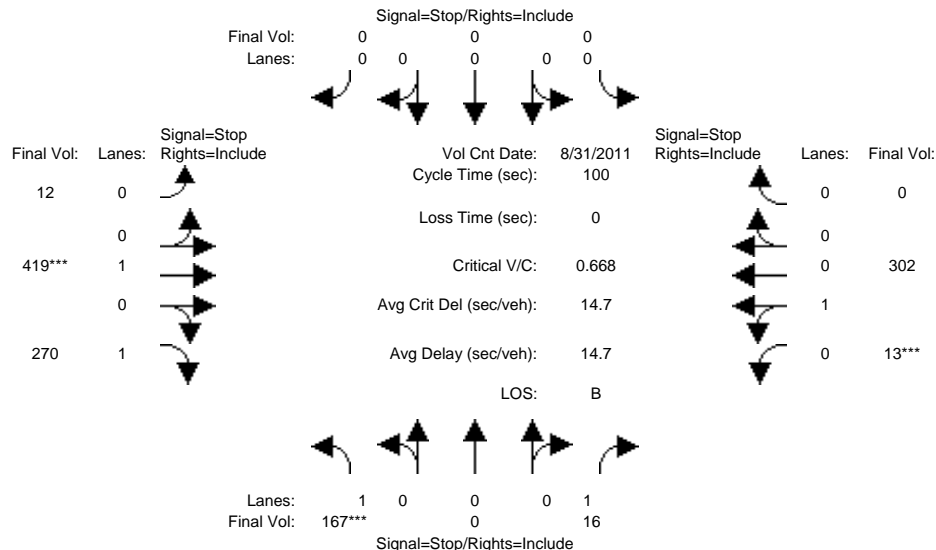 Signal=Stop/Rights=Include
Final Vol: 0 0 0
Lanes: 0 0 0 0 0
Signal=Stop
Final Vol: Lanes: Rights=Include
Vol Cnt Date: 8/31/2011
Signal=Stop
Rights=Include Lanes: Final Vol:
Cycle Time (sec): 100
12 0
0 0
Loss Time (sec): 0
0
0
419*** 1
Critical V/C: 0.668
0 302
0
Avg Crit Del (sec/veh): 14.7
1
270 1
Avg Delay (sec/veh): 14.7
0 13***
LOS: B
Lanes: 1 0 0 0 1
Final Vol: 167*** 0 16
Signal=Stop/Rights=Include